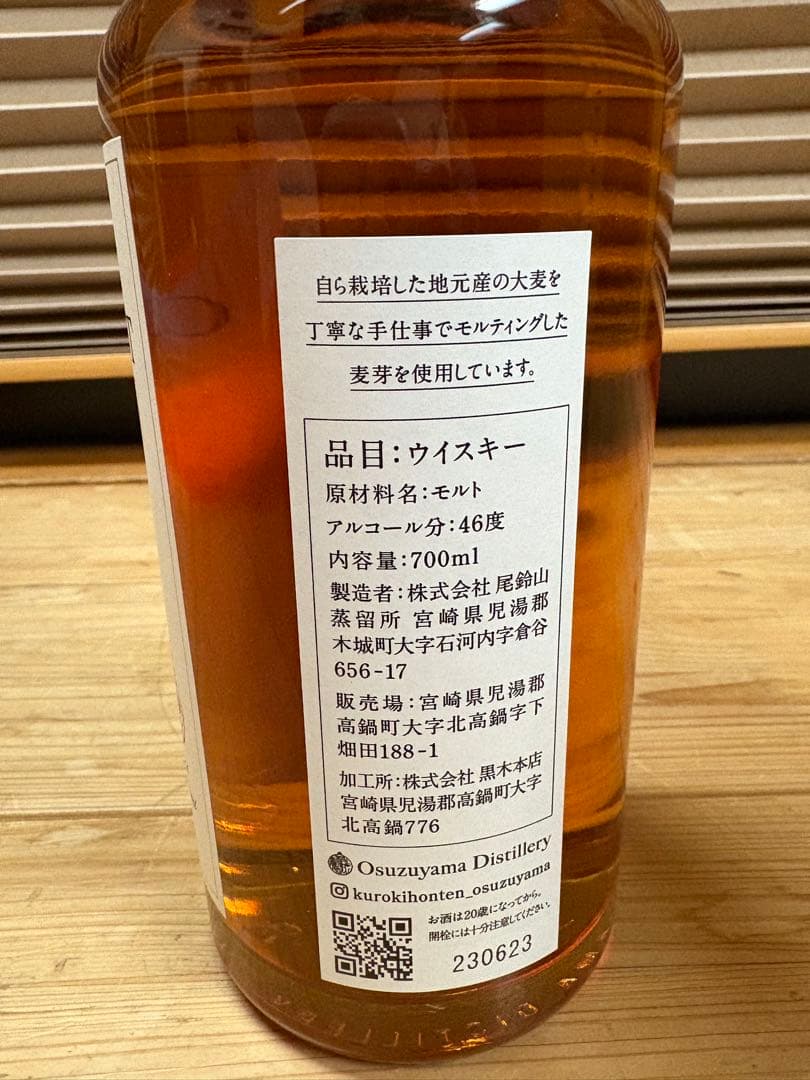 自ら栽培した地元産の大麦を
丁寧な手仕事でモルティングした
麦芽を使用しています。
品目：ウイスキー
原材料名：モルト
アルコール分：46度
内容量：700ml
製造者：株式会社 尾鈴山
蒸留所 宮崎県児湯郡
木城町大字石河内字倉谷
656-17
販売場：宮崎県児湯郡
高鍋町大字北高鍋字下
畑田188-1
加工所：株式会社 黒木本店
宮崎県児湯郡高鍋町大字
北高鍋776
Osuzuyama Distillery
kurokihonten_osuzuyama
お酒は20歳になってから。
開栓には十分注意してください。
230623